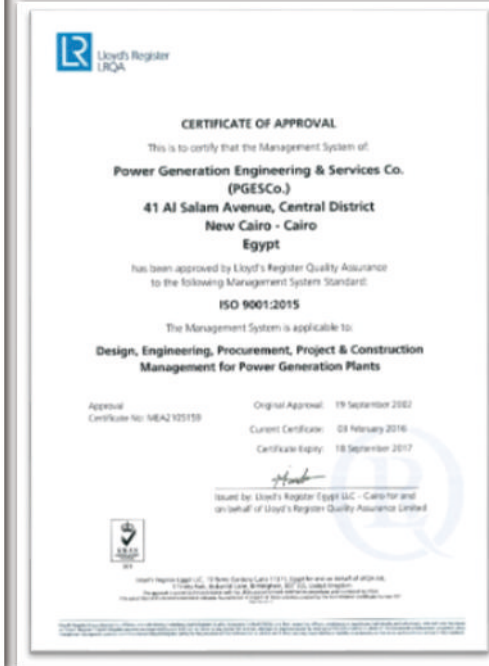 LR
Lloyd's Register
LRQA
CERTIFICATE OF APPROVAL
This is to certify that the Management System of:
Power Generation Engineering & Services Co.
(PGESCo.)
41 Al Salam Avenue, Central District
New Cairo - Cairo
Egypt
has been approved by Lloyd's Register Quality Assurance
to the following Management System Standard:
ISO 9001:2015
The Management System is applicable to:
Design, Engineering, Procurement, Project & Construction
Management for Power Generation Plants
Approval
Certificate No: MEA2105159
Original Approval: 19 September 2002
Current Certificate: 03 February 2016
Certificate Expiry: 18 September 2017
Issued by: Lloyd's Register Egypt LLC - Cairo for and
on behalf of Lloyd's Register Quality Assurance Limited
UKAS